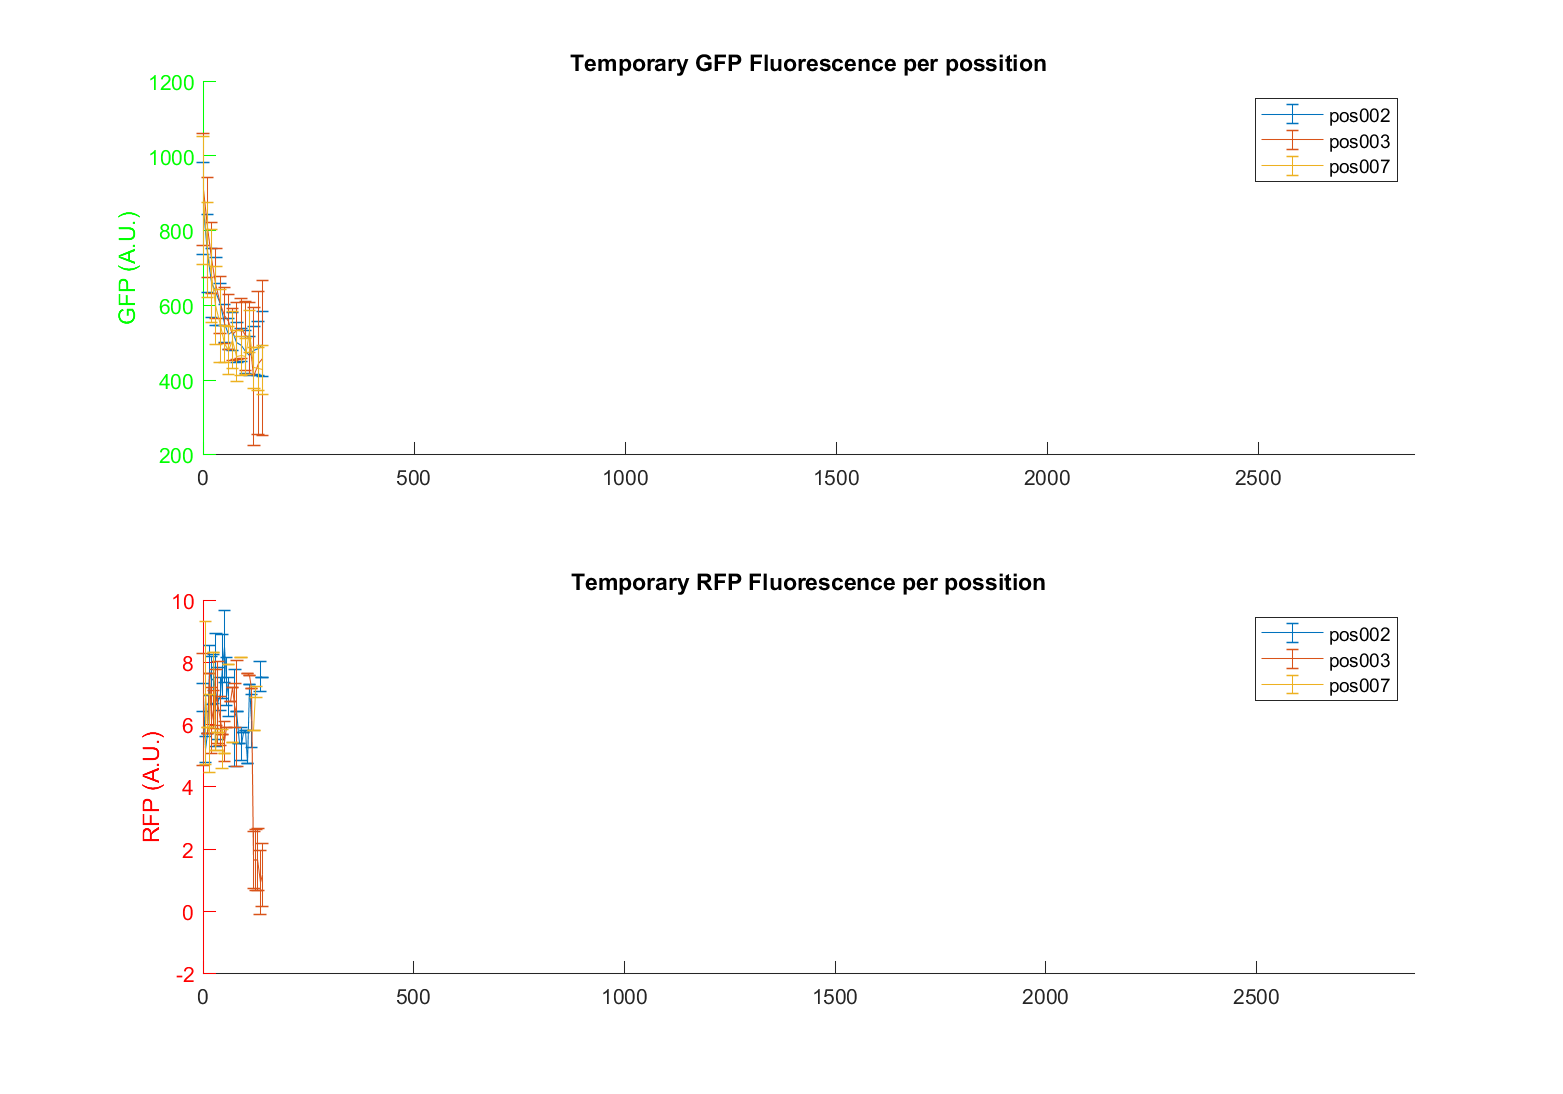 Temporary GFP Fluorescence per possition
1200
1000
800
600
400
200
GFP (A.U.)
0 500 1000 1500 2000 2500
pos002
pos003
pos007
Temporary RFP Fluorescence per possition
10
8
6
4
2
0
-2
RFP (A.U.)
0 500 1000 1500 2000 2500
pos002
pos003
pos007